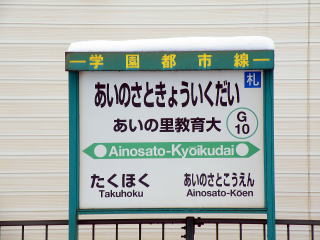 学園都市線
札
あいのさときょういくだい
あいの里教育大
G
10
Ainosato-Kyōikudai
たくほく
Takuhoku
あいのさとこうえん
Ainosato-Kōen